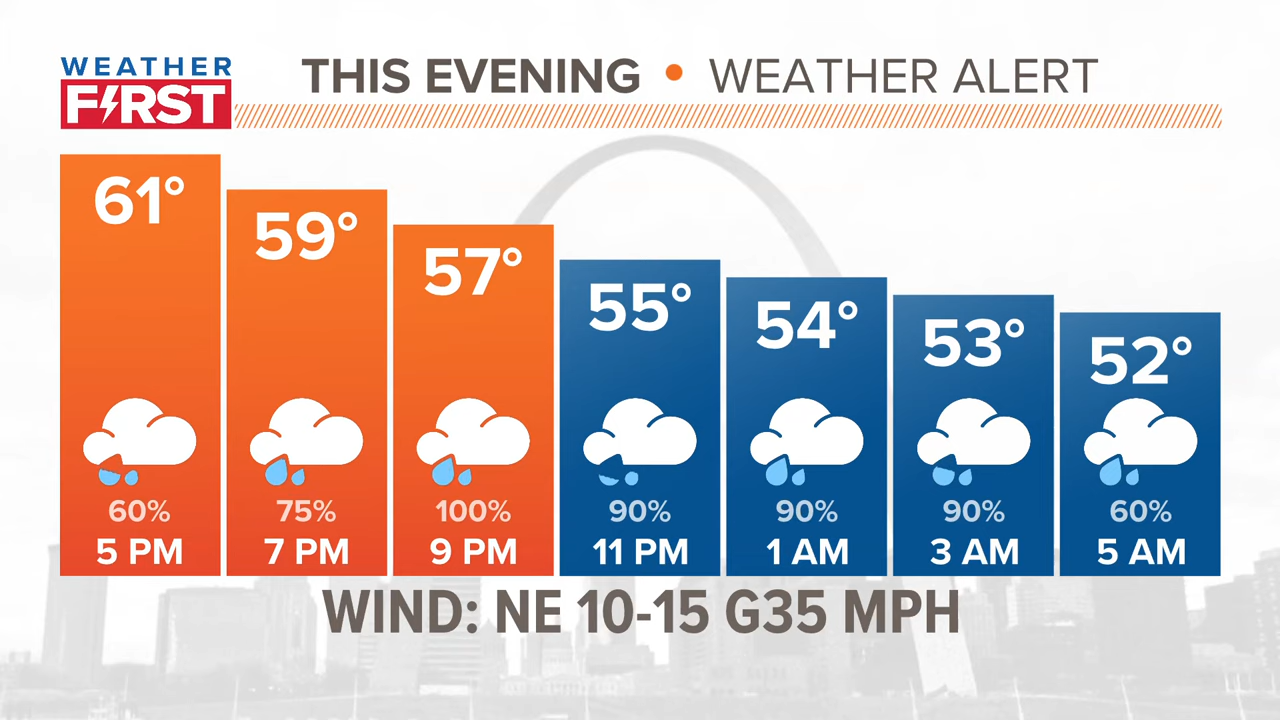 WEATHER
FIRST
THIS EVENING • WEATHER ALERT
61°
59°
57°
55°
54°
53°
52°
60%
75%
100%
90%
90%
90%
60%
5 PM
7 PM
9 PM
11 PM
1 AM
3 AM
5 AM
WIND: NE 10-15 G35 MPH